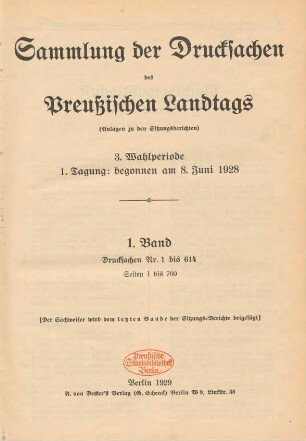 Sammlung der Drucksachen
des
Preußischen Landtags
(Anlagen zu den Sitzungsberichten)
3. Wahlperiode
1. Tagung: begonnen am 8. Juni 1928
1. Band
Drucksachen Nr. 1 bis 614
Seiten 1 bis 700
[Der Sachweiser wird dem letzten Bande der Sitzungs-Berichte beigefügt]
Preußische
Staatsbibliothek
Berlin
Berlin 1929
R. von Decker's Verlag (G. Schenck) Berlin W 9, Linkstr. 35